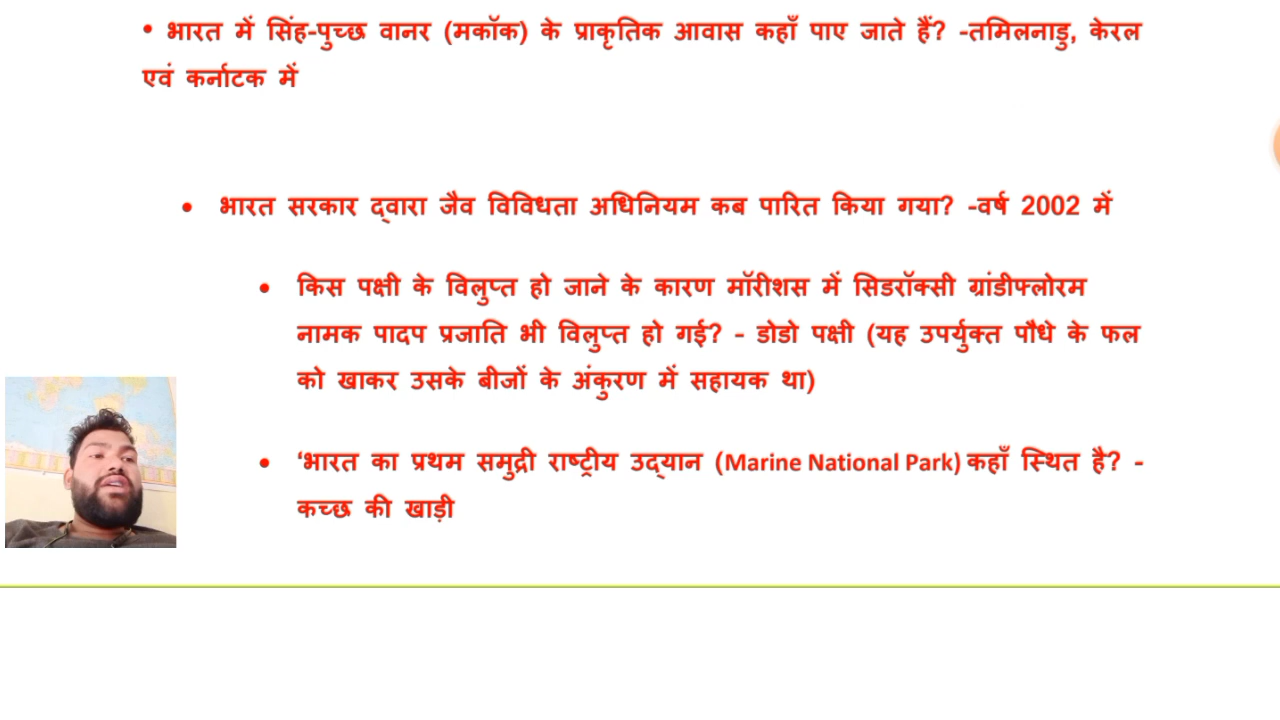 • भारत में सिंह-पुच्छ वानर (मकॉक) के प्राकृतिक आवास कहाँ पाए जाते हैं? -तमिलनाडु, केरल
एवं कर्नाटक में
• भारत सरकार द्वारा जैव विविधता अधिनियम कब पारित किया गया? -वर्ष 2002 में
• किस पक्षी के विलुप्त हो जाने के कारण मॉरीशस में सिडरॉक्सी ग्रांडीफ्लोरम
नामक पादप प्रजाति भी विलुप्त हो गई? - डोडो पक्षी (यह उपर्युक्त पौधे के फल
को खाकर उसके बीजों के अंकुरण में सहायक था)
• ‘भारत का प्रथम समुद्री राष्ट्रीय उद्यान (Marine National Park) कहाँ स्थित है? -
कच्छ की खाड़ी